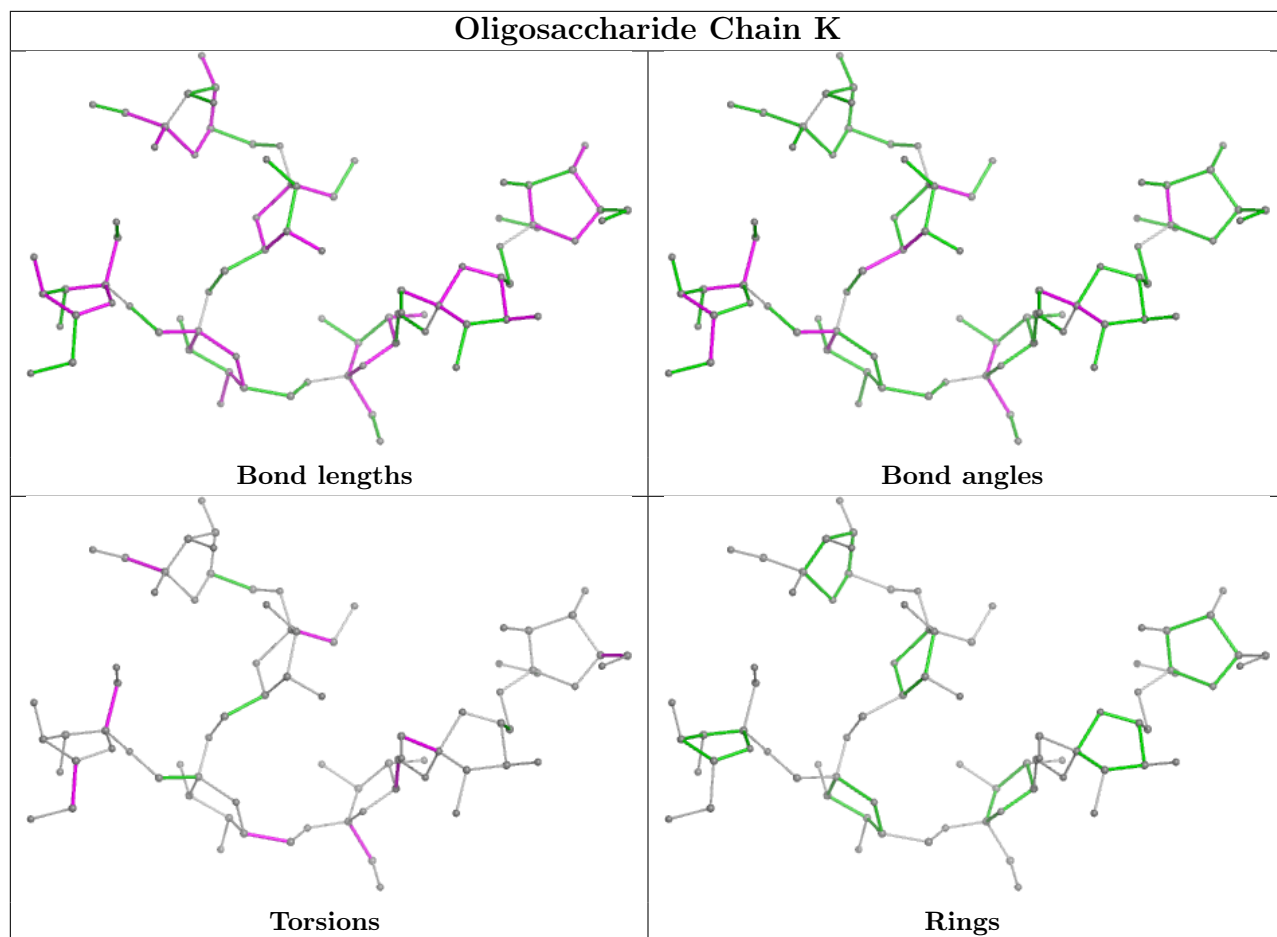 Oligosaccharide Chain K
Bond lengths
Bond angles
Torsions
Rings